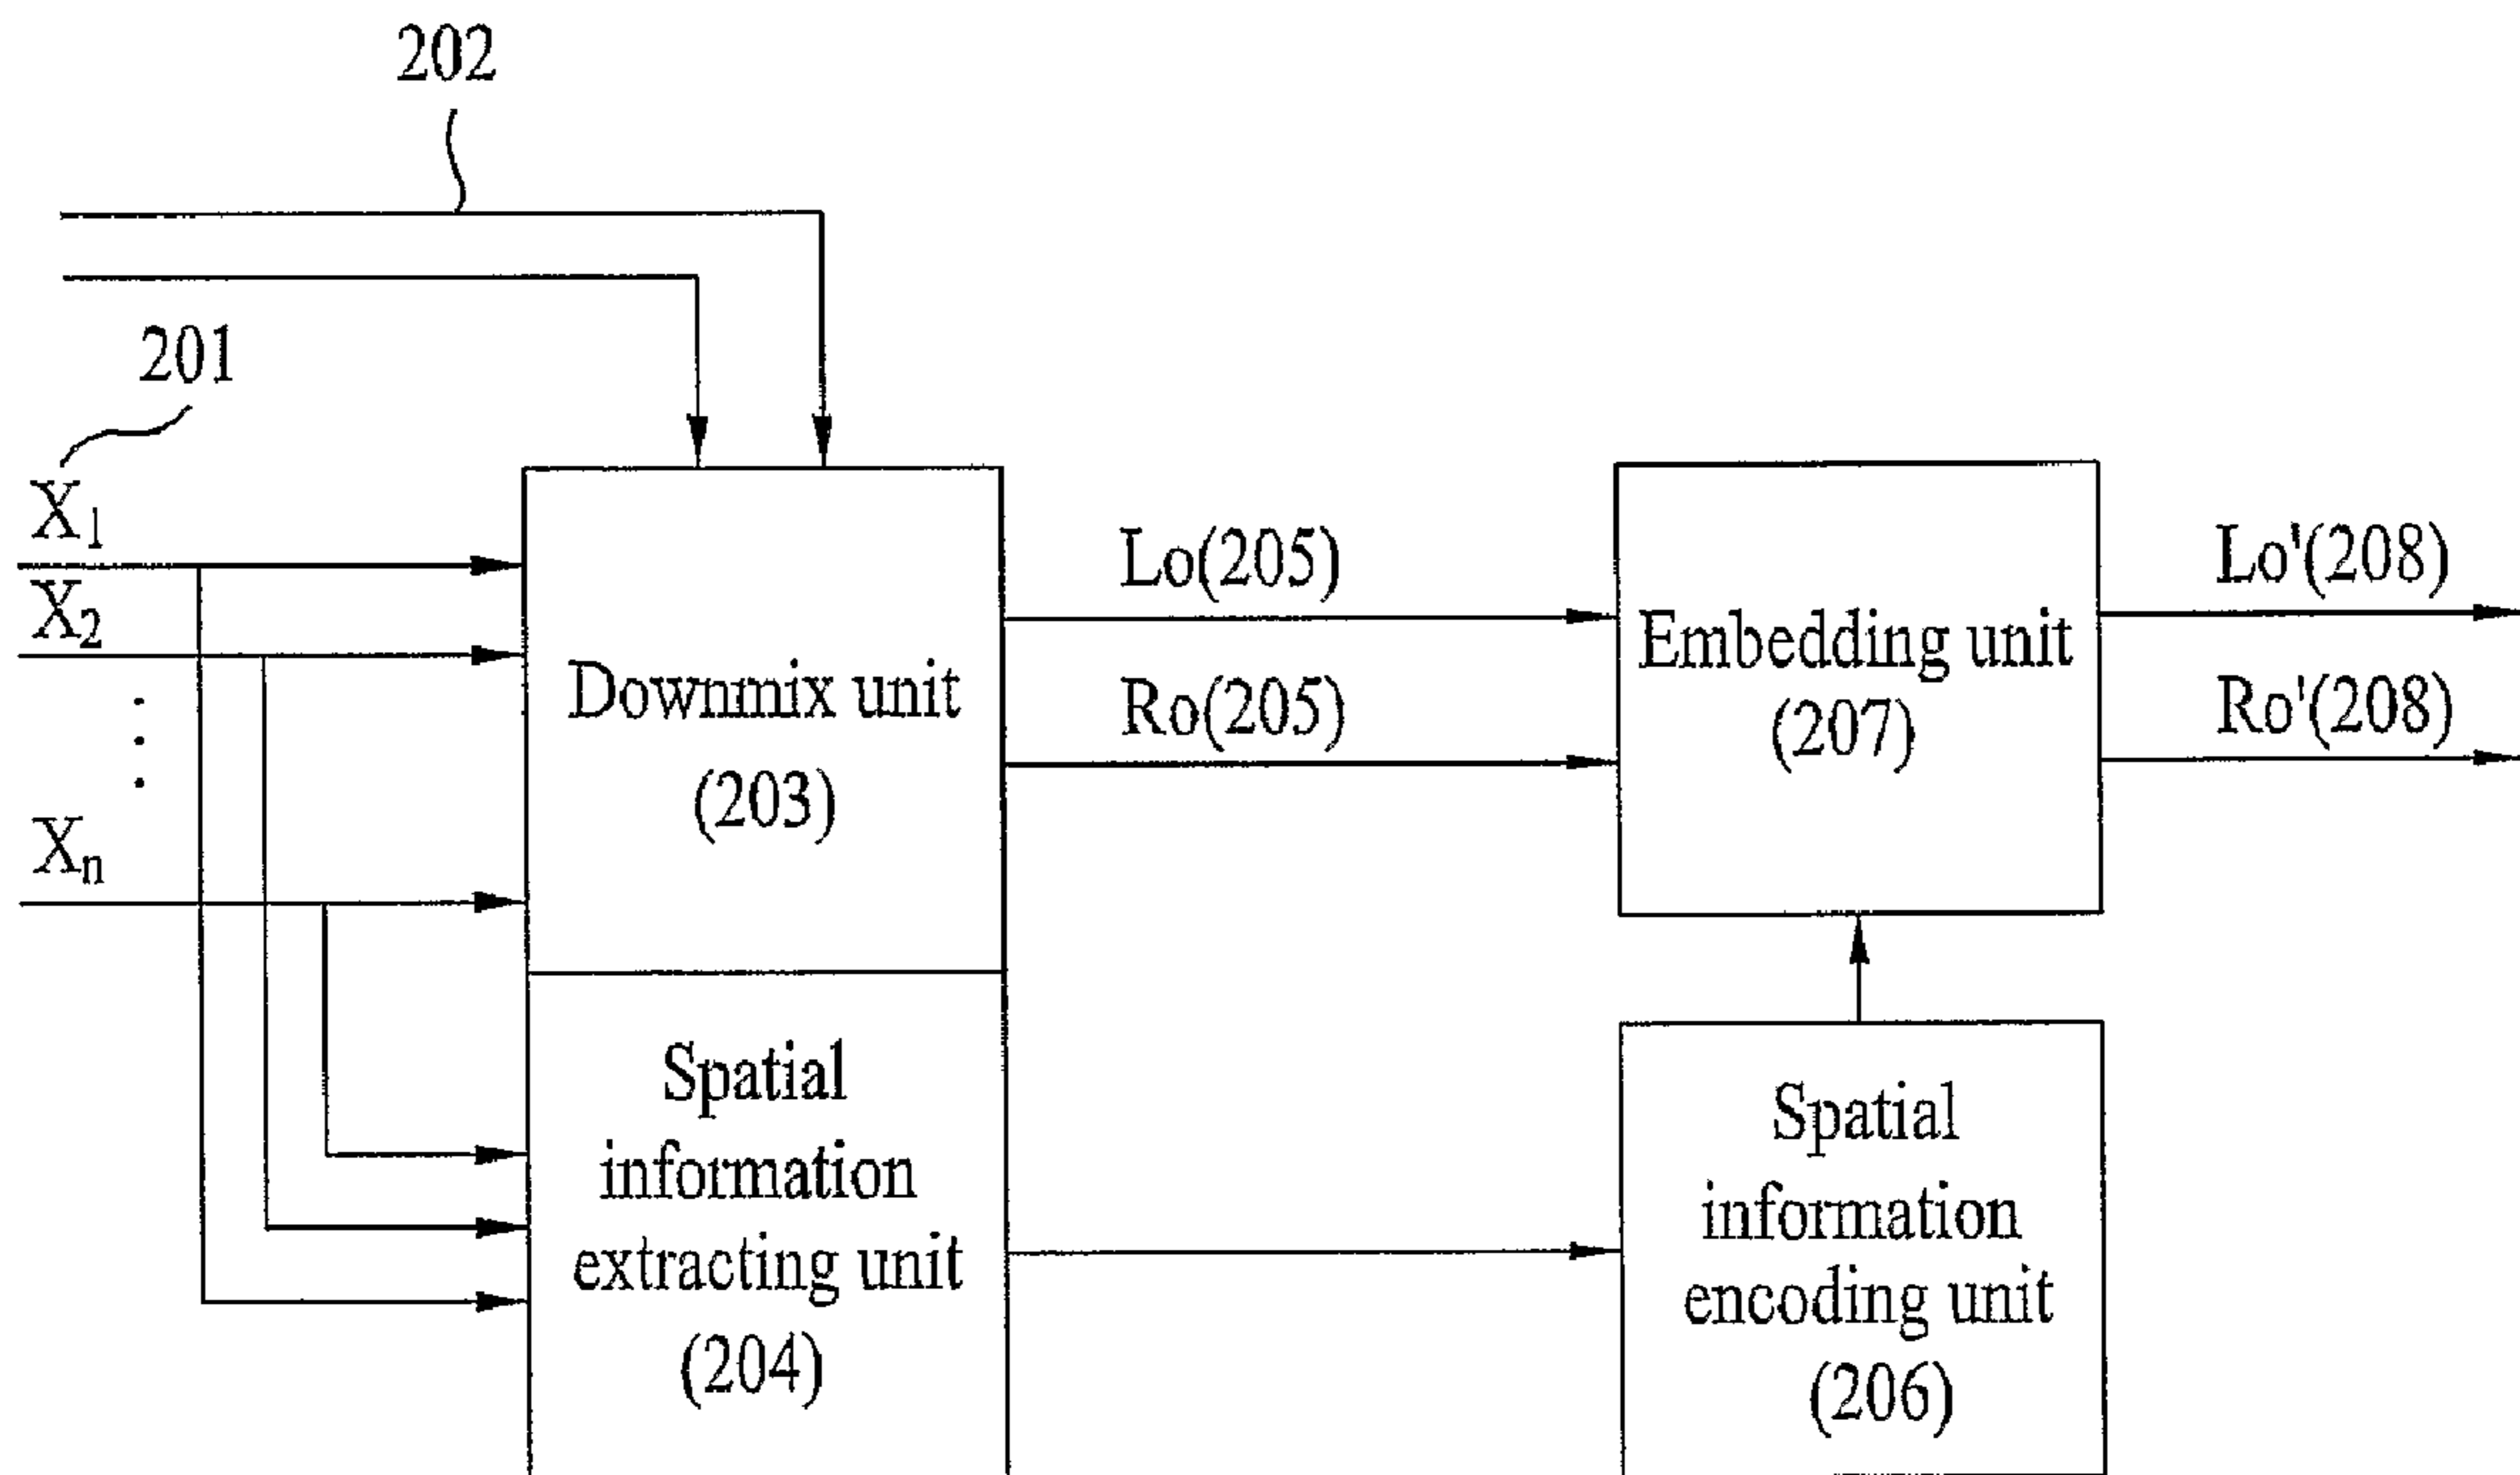 202
201
X1
X2
Xn
Downmix unit
(203)
Lo(205)
Ro(205)
Embedding unit
(207)
Lo'(208)
Ro'(208)
Spatial
information
extracting unit
(204)
Spatial
information
encoding unit
(206)